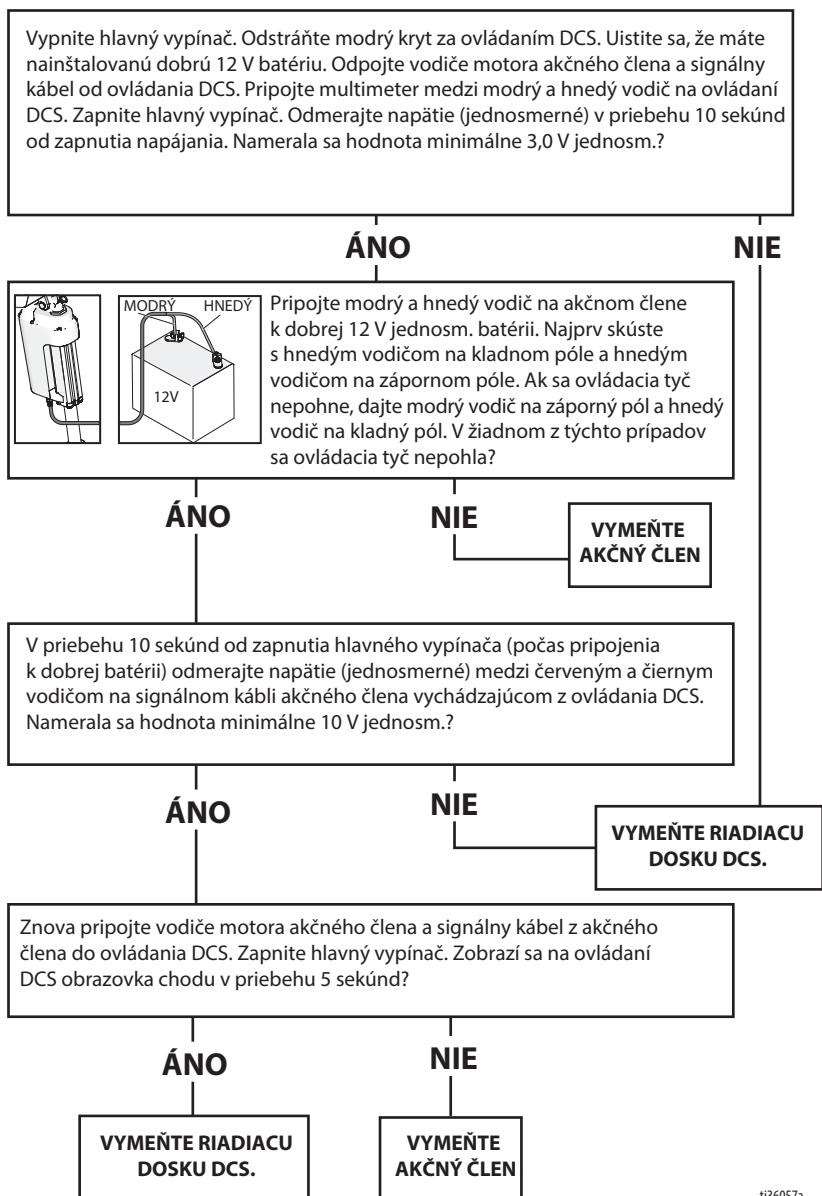 Vypnite hlavný vypínač. Odstráňte modrý kryt za ovládaním DCS. Uistite sa, že máte
nainštalovanú dobrú 12 V batériu. Odpojte vodiče motora akčného člena a signálny
kábel od ovládania DCS. Pripojte multimeter medzi modrý a hnedý vodič na ovládaní
DCS. Zapnite hlavný vypínač. Odmerajte napätie (jednosmerné) v priebehu 10 sekúnd
od zapnutia napájania. Namerala sa hodnota minimálne 3,0 V jednosm.?
ÁNO
NIE
MODRÝ
HNEDÝ
12V
Pripojte modrý a hnedý vodič na akčnom člene
k dobrej 12 V jednosm. batérii. Najprv skúste
s hnedým vodičom na kladnom póle a hnedým
vodičom na zápornom póle. Ak sa ovládacia tyč
nepohne, dajte modrý vodič na záporný pól a hnedý
vodič na kladný pól. V žiadnom z týchto prípadov
sa ovládacia tyč nepohla?
ÁNO
NIE
VYMEŇTE
AKČNÝ ČLEN
V priebehu 10 sekúnd od zapnutia hlavného vypínača (počas pripojenia
k dobrej batérii) odmerajte napätie (jednosmerné) medzi červeným a čiernym
vodičom na signálnom kábli akčného člena vychádzajúcom z ovládania DCS.
Namerala sa hodnota minimálne 10 V jednosm.?
ÁNO
NIE
VYMEŇTE RIADIACU
DOSKU DCS.
Znova pripojte vodiče motora akčného člena a signálny kábel z akčného
člena do ovládania DCS. Zapnite hlavný vypínač. Zobrazí sa na ovládaní
DCS obrazovka chodu v priebehu 5 sekúnd?
ÁNO
NIE
VYMEŇTE RIADIACU
DOSKU DCS.
VYMEŇTE
AKČNÝ ČLEN
ti36057a